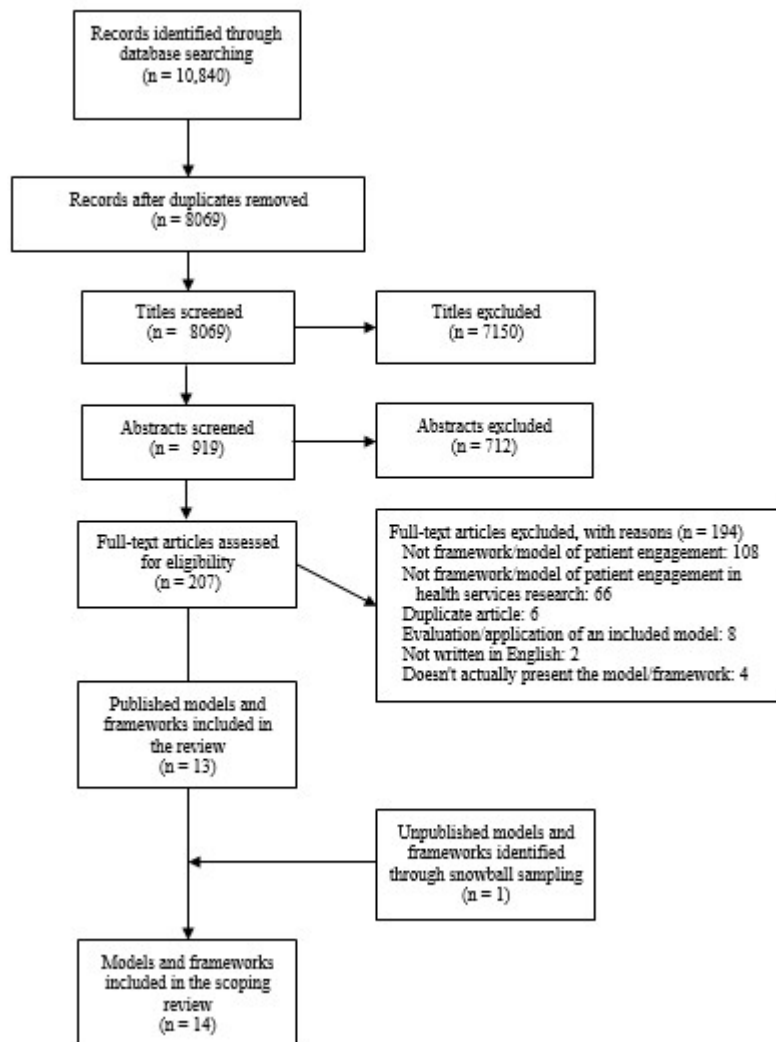 Records identified through
database searching
(n = 10,840)
Records after duplicates removed
(n = 8069)
Titles screened
(n = 8069)
Titles excluded
(n = 7150)
Abstracts screened
(n = 919)
Abstracts excluded
(n = 712)
Full-text articles assessed
for eligibility
(n = 207)
Full-text articles excluded, with reasons (n = 194)
Not framework/model of patient engagement: 108
Not framework/model of patient engagement in
health services research: 66
Duplicate article: 6
Evaluation/application of an included model: 8
Not written in English: 2
Doesn't actually present the model/framework: 4
Published models and
frameworks included in
the review
(n = 13)
Unpublished models and
frameworks identified
through snowball sampling
(n = 1)
Models and frameworks
included in the scoping
review
(n = 14)